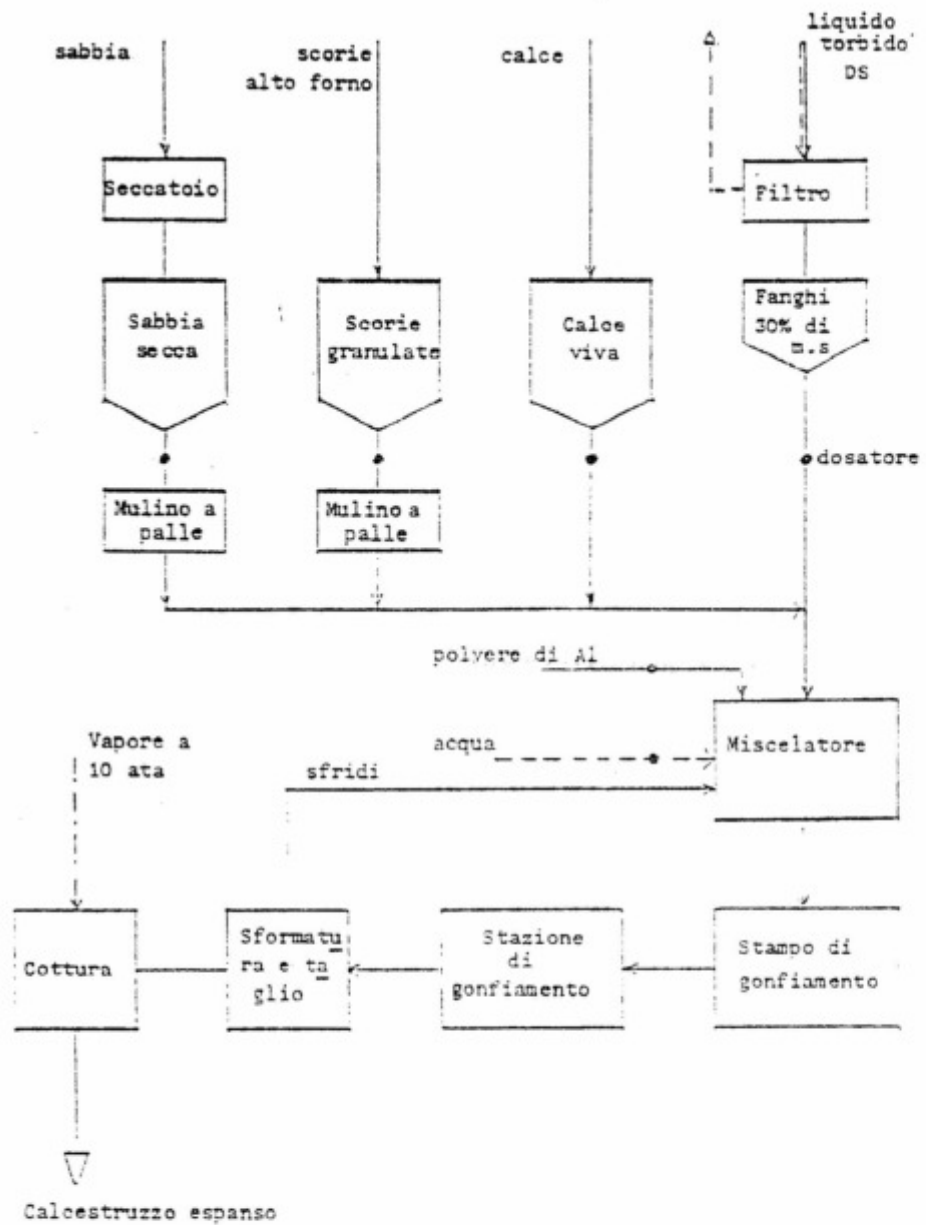 sabbia
scorie
alto forno
calce
liquido
torbido
DS
Seccatoio
Filtro
Sabbia
secca
Scorie
granulate
Calce
viva
Fanghi
30% di
m.s
dosatore
Mulino a
palle
Mulino a
palle
polvere di Al
Miscelatore
acqua
Vapore a
10 ata
sfridi
Cottura
Sformatu
ra e ta
glio
Stazione
di
gonfiamento
Stampo di
gonfiamento
Calcestruzzo espanso